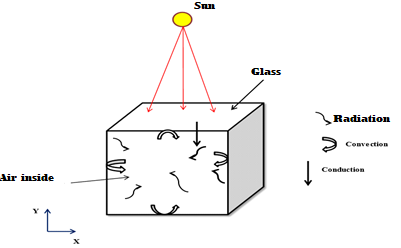 Sun
Glass
Radiation
Convection
Conduction
Air inside
Y
X